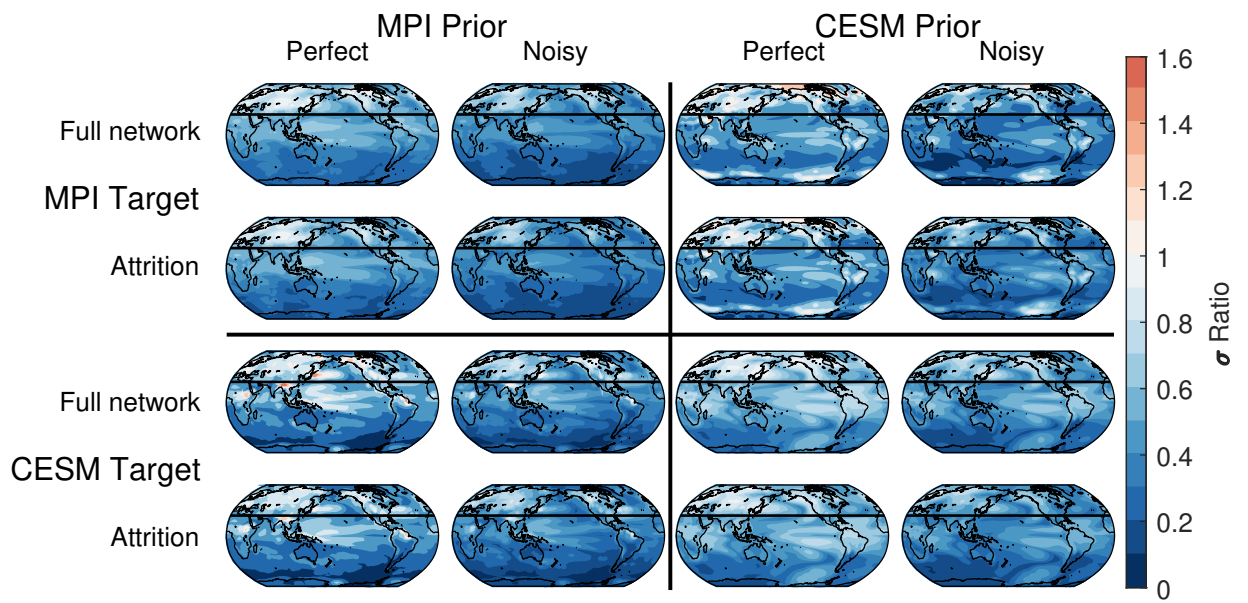 MPI Prior CESM Prior
Perfect Noisy Perfect Noisy
Full network
MPI Target
Attrition
Full network
CESM Target
Attrition
1.6
1.4
1.2
1
0.8
0.6
0.4
0.2
0
σ Ratio